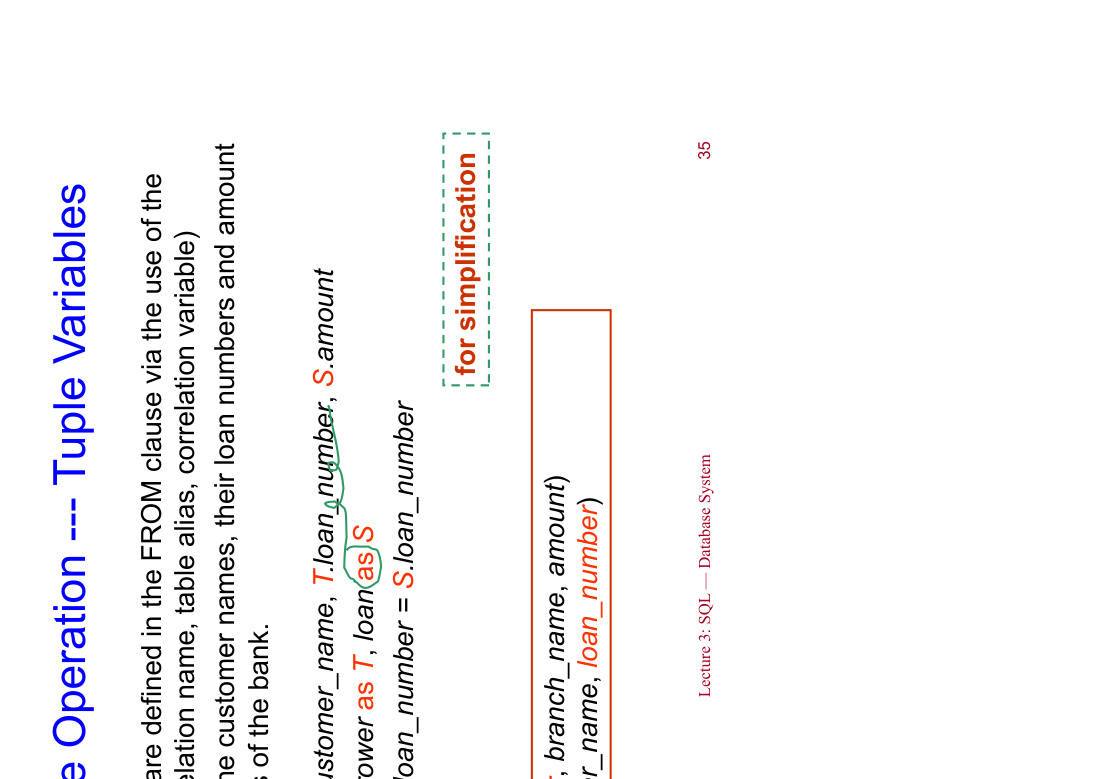 e Operation --- Tuple Variables
are defined in the FROM clause via the use of the
elation name, table alias, correlation variable)
he customer names, their loan numbers and amount
s of the bank.
ustomer_name, T.loan_number, S.amount
rower as T, loan as S
loan_number = S.loan_number
for simplification
, branch_name, amount)
er_name, loan_number)
Lecture 3: SQL — Database System 35